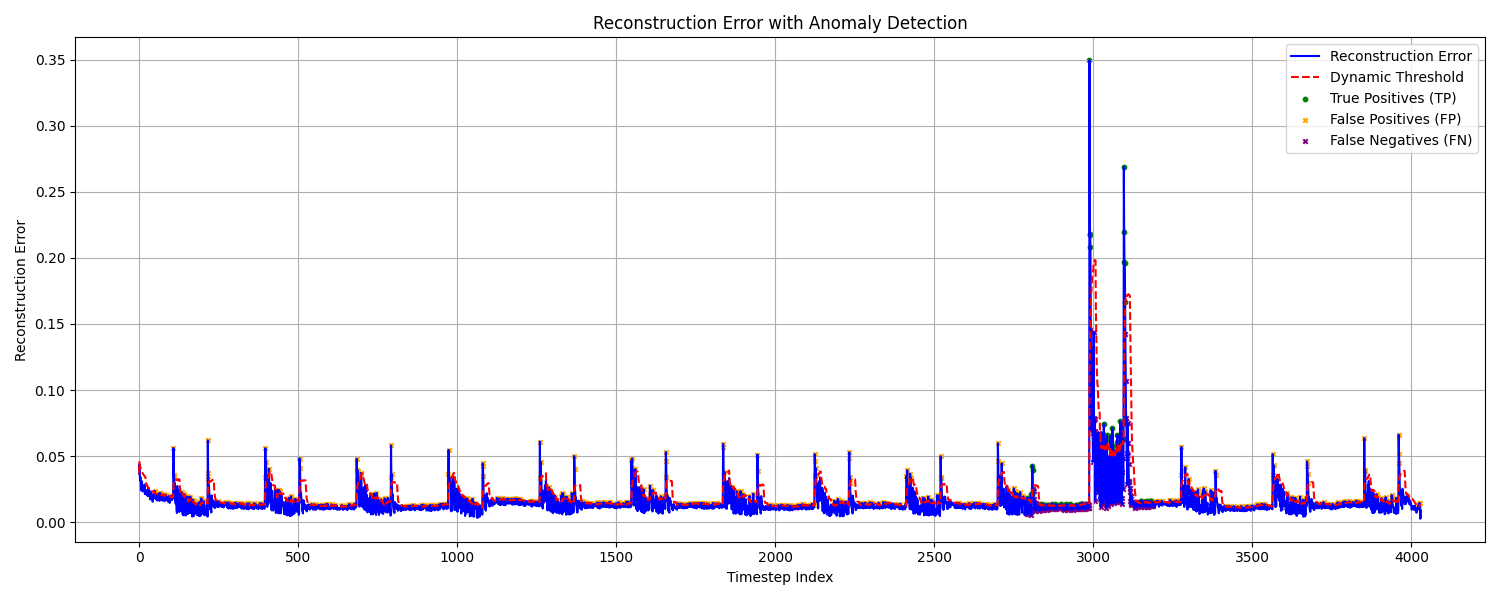 Reconstruction Error with Anomaly Detection
Reconstruction Error
0.35
0.30
0.25
0.20
0.15
0.10
0.05
0.00
Reconstruction Error
Dynamic Threshold
True Positives (TP)
False Positives (FP)
False Negatives (FN)
0 500 1000 1500 2000 2500 3000 3500 4000
Timestep Index